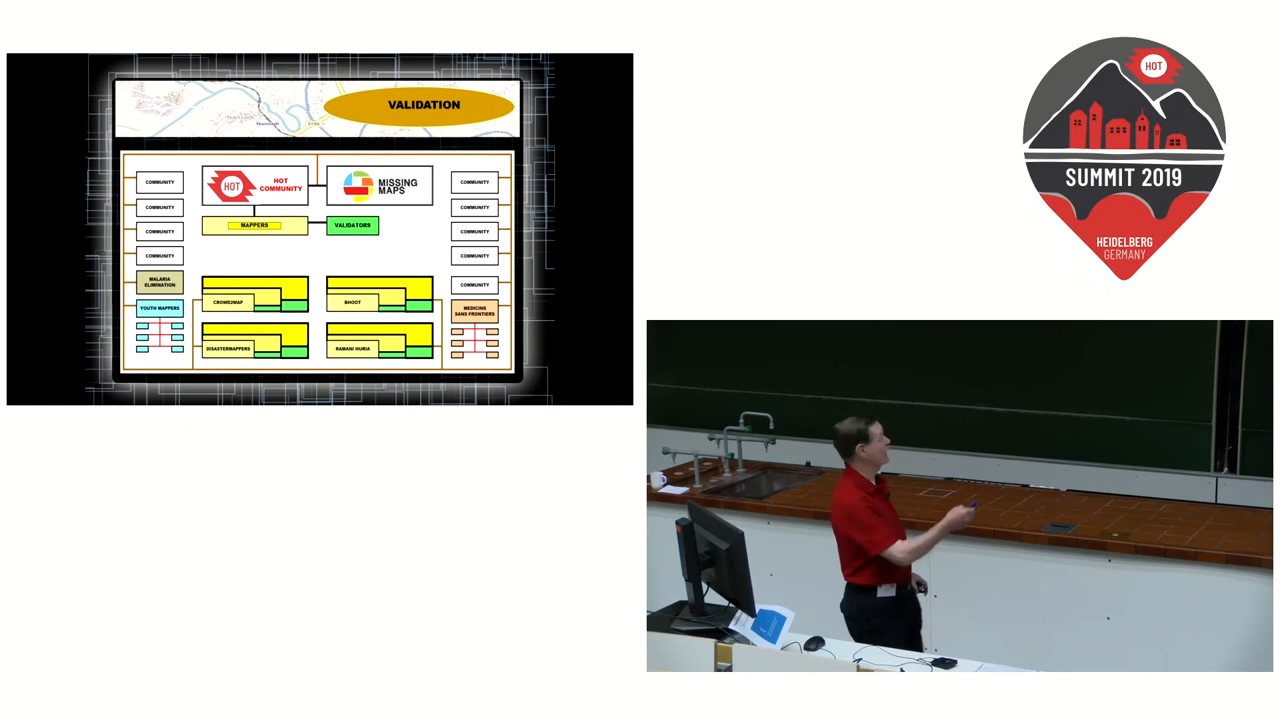 VALIDATION
COMMUNITY
COMMUNITY
COMMUNITY
COMMUNITY
MALARIA
ELIMINATION
YOUTH MAPPERS
HOT
HOT
COMMUNITY
MISSING
MAPS
MAPPERS
VALIDATORS
CROWD2MAP
BHOOT
DISASTERMAPPERS
RAMANI HURIA
COMMUNITY
COMMUNITY
COMMUNITY
COMMUNITY
COMMUNITY
MEDICINS
SANS FRONTIERS
HOT
SUMMIT 2019
HEIDELBERG
GERMANY